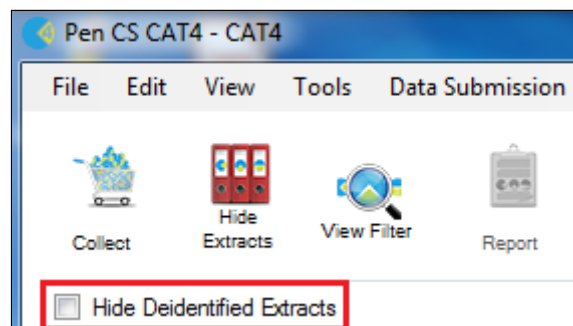 Pen CS CAT4 - CAT4
File Edit View Tools Data Submission
Collect
Hide
Extracts
View Filter
Report
Hide Deidentified Extracts